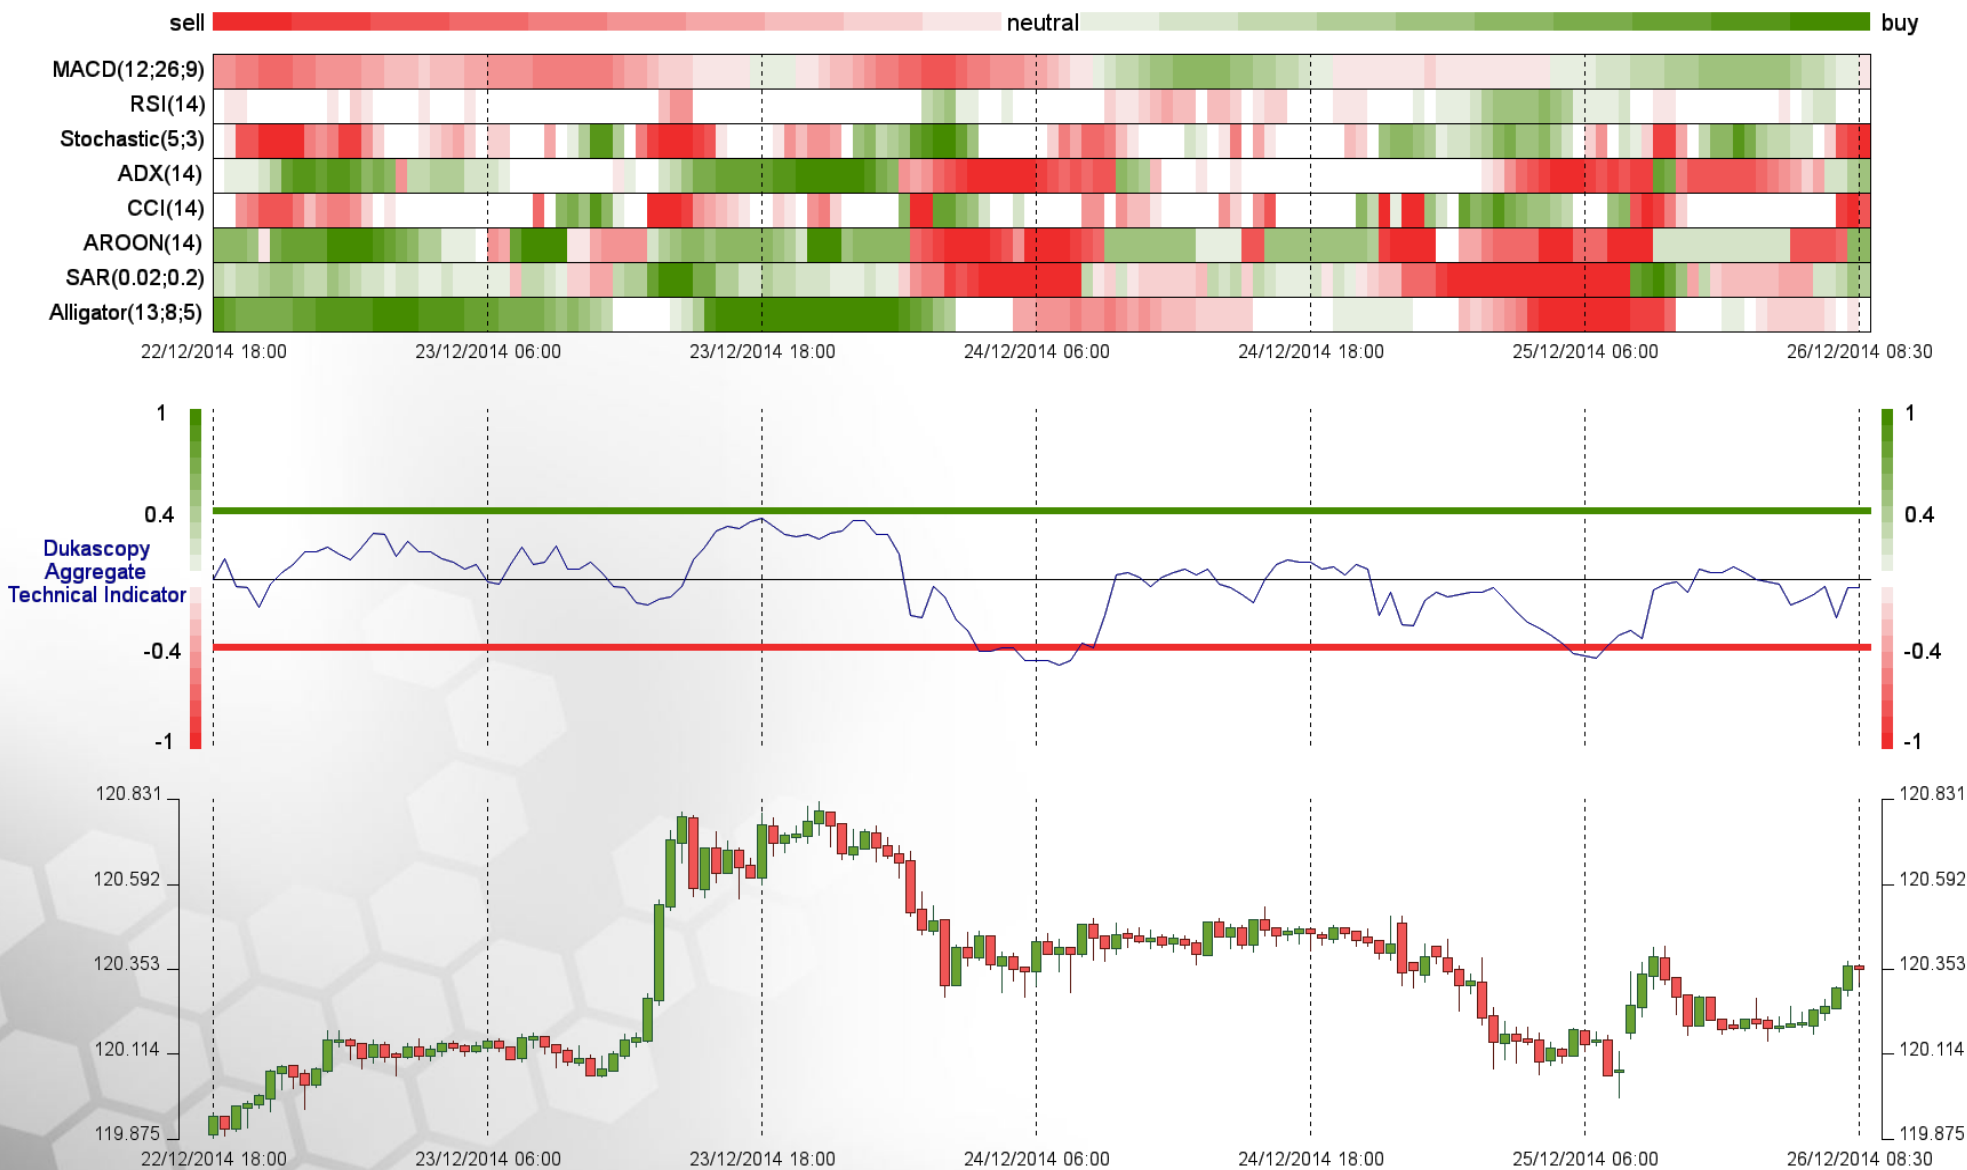 sell neutral buy
MACD(12;26;9)
RSI(14)
Stochastic(5;3)
ADX(14)
CCI(14)
AROON(14)
SAR(0.02;0.2)
Alligator(13;8;5)
22/12/2014 18:00 23/12/2014 06:00 23/12/2014 18:00 24/12/2014 06:00 24/12/2014 18:00 25/12/2014 06:00 26/12/2014 08:30
1 1
0.4 0.4
Dukascopy
Aggregate
Technical Indicator
-0.4 -0.4
-1 -1
120.831 120.831
120.592 120.592
120.353 120.353
120.114 120.114
119.875 119.875
22/12/2014 18:00 23/12/2014 06:00 23/12/2014 18:00 24/12/2014 06:00 24/12/2014 18:00 25/12/2014 06:00 26/12/2014 08:30